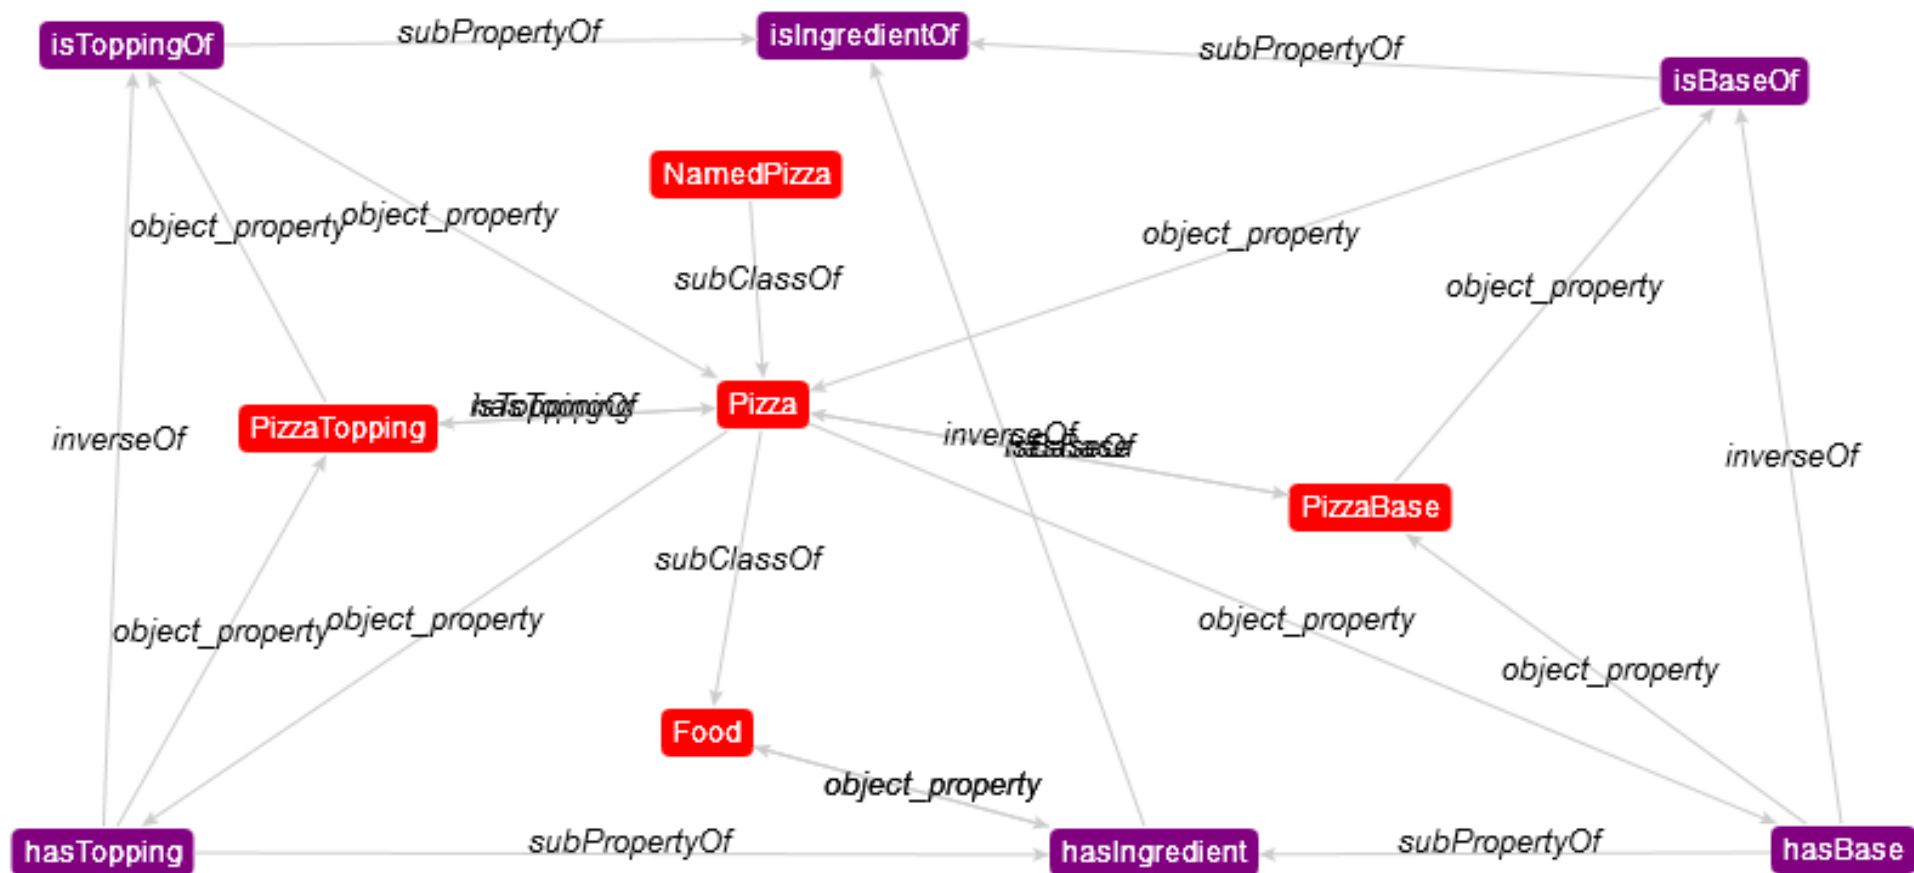 isToppingOf
subPropertyOf
isIngredientOf
subPropertyOf
isBaseOf
NamedPizza
object_property
object_property
object_property
subClassOf
object_property
Pizza
PizzaTopping
inverseOf
inverseOf
inverseOf
PizzaBase
subClassOf
object_property
object_property
object_property
object_property
Food
object_property
hasTopping
subPropertyOf
hasIngredient
subPropertyOf
hasBase